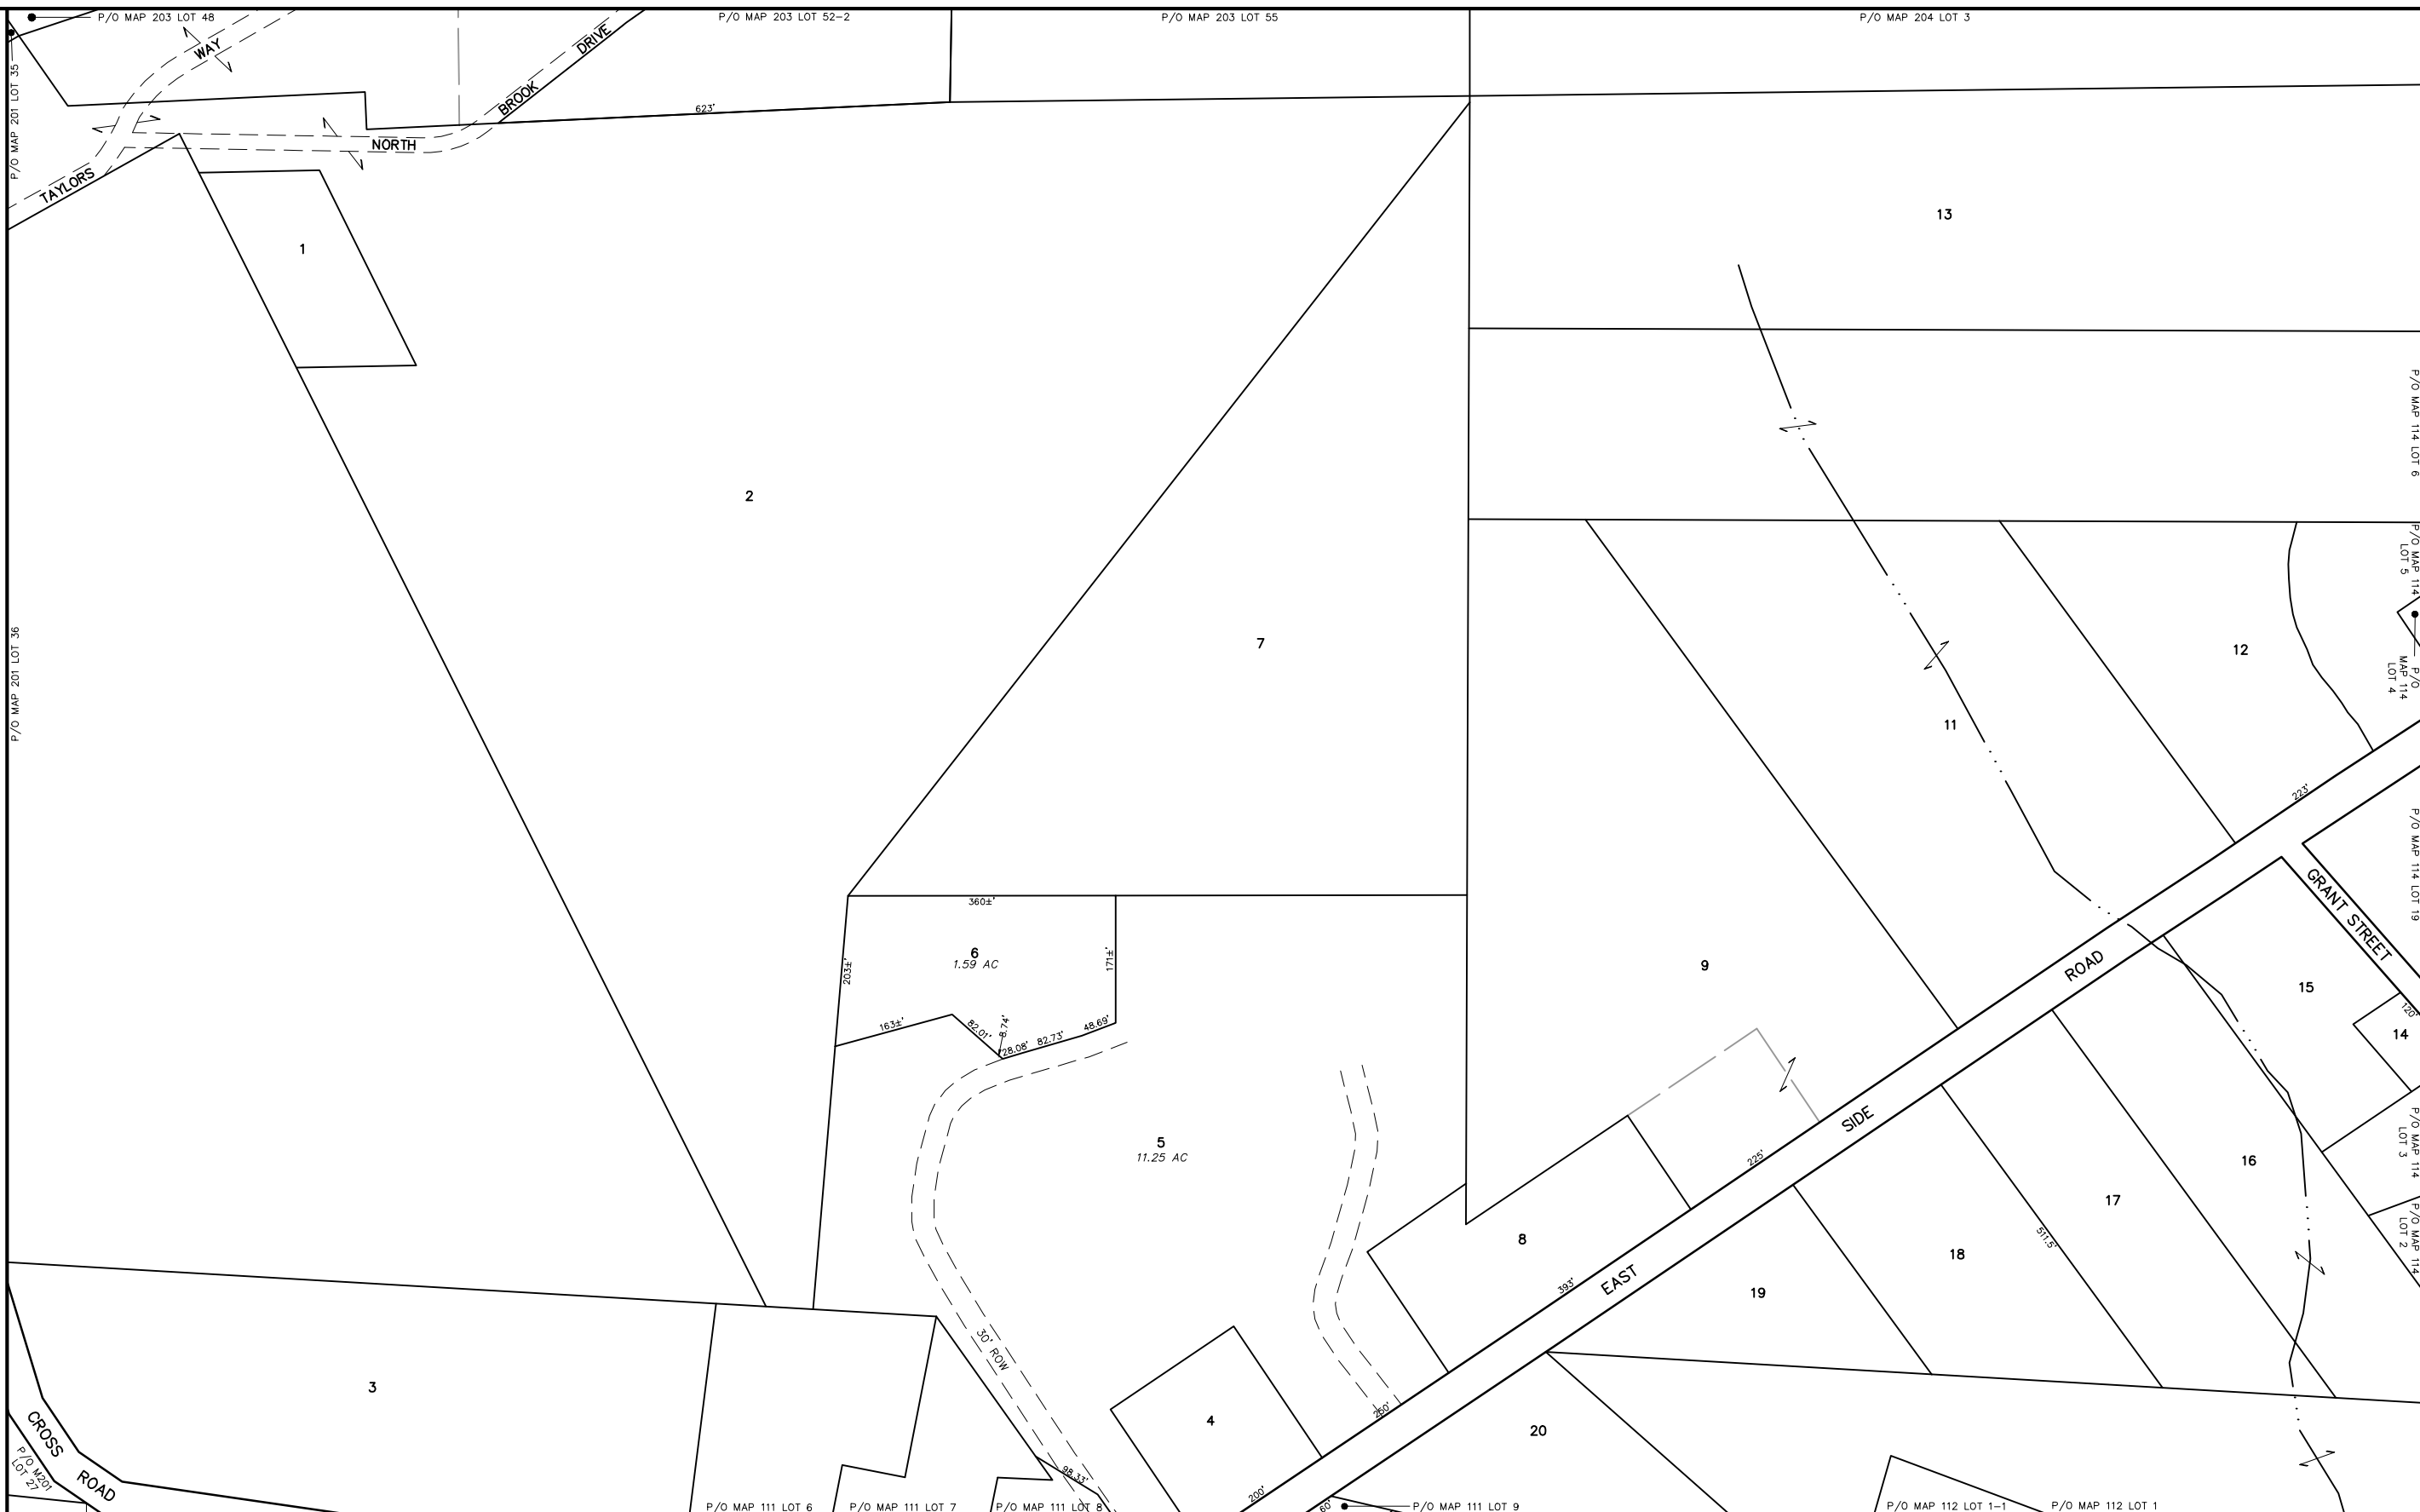 P/O MAP 203 LOT 48
P/O MAP 203 LOT 52-2
P/O MAP 203 LOT 55
P/O MAP 204 LOT 3
P/O MAP 201 LOT 35
WAY
DRIVE
BROOK
623'
NORTH
TAYLORS
1
13
2
P/O MAP 114 LOT 6
P/O MAP 114
LOT 5
P/O MAP 201 LOT 36
7
12
P/O
MAP 114
LOT 4
11
223'
P/O MAP 114 LOT 19
GRANT STREET
360±'
6
1.59 AC
203±'
171±'
163±'
82.01'
8.74'
28.08'
82.73'
48.69'
9
ROAD
15
120'
14
5
11.25 AC
225'
SIDE
P/O MAP 114
LOT 3
16
17
P/O MAP 114
LOT 2
8
511.5'
18
393'
EAST
19
30' ROW
3
250'
4
20
CROSS
ROAD
P/O M201
LOT 27
98.33'
200'
60'
P/O MAP 111 LOT 6
P/O MAP 111 LOT 7
P/O MAP 111 LOT 8
P/O MAP 111 LOT 9
P/O MAP 112 LOT 1-1
P/O MAP 112 LOT 1